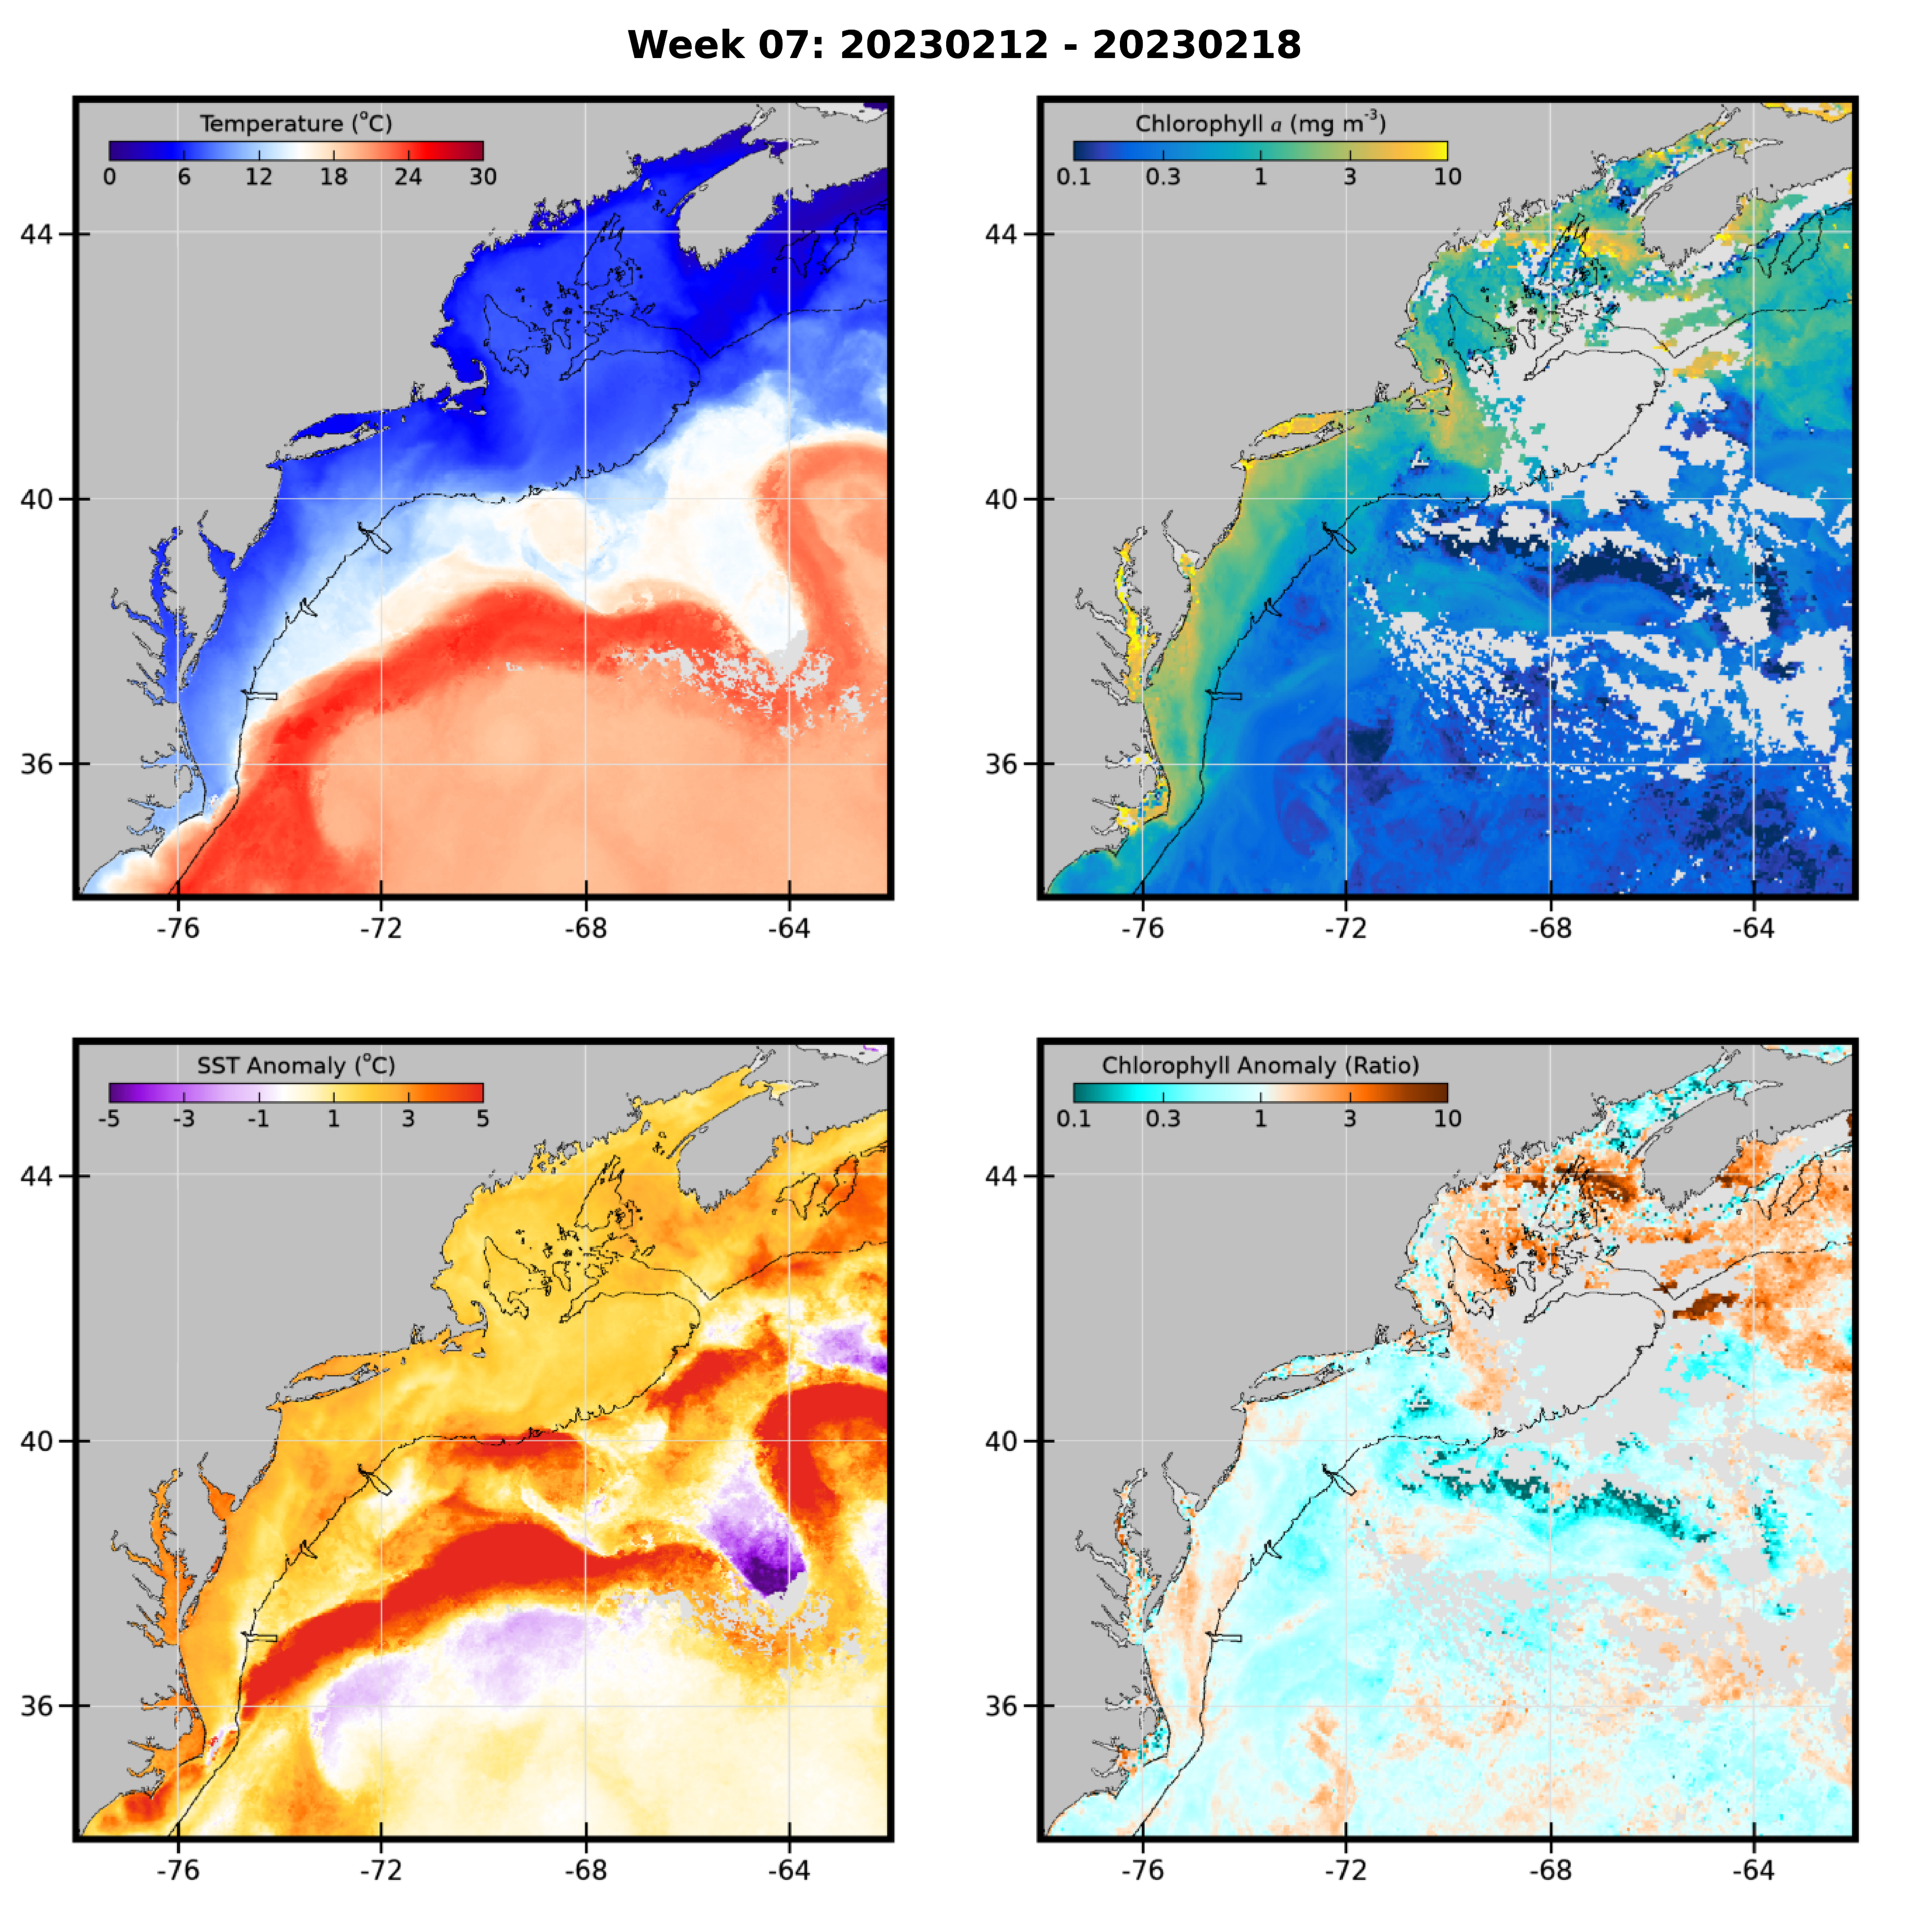 Week 07: 20230212 - 20230218
Temperature (°C)
0 6 12 18 24 30
44
40
36
-76 -72 -68 -64
Chlorophyll a (mg m⁻³)
0.1 0.3 1 3 10
44
40
36
-76 -72 -68 -64
SST Anomaly (°C)
-5 -3 -1 1 3 5
44
40
36
-76 -72 -68 -64
Chlorophyll Anomaly (Ratio)
0.1 0.3 1 3 10
44
40
36
-76 -72 -68 -64